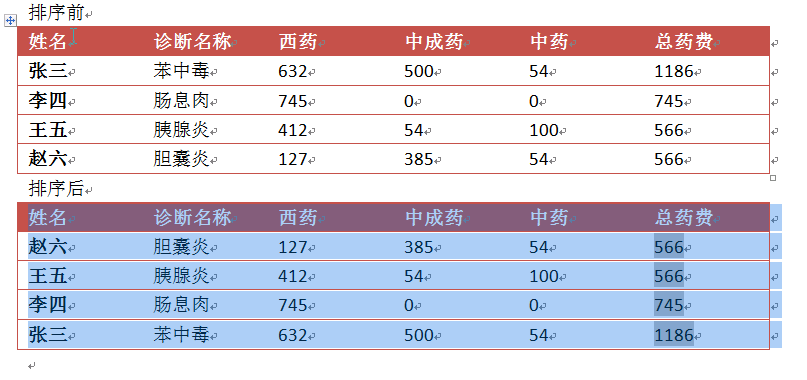 排序前
姓名 诊断名称 西药 中成药 中药 总药费
张三 苯中毒 632 500 54 1186
李四 肠息肉 745 0 0 745
王五 胰腺炎 412 54 100 566
赵六 胆囊炎 127 385 54 566
排序后
姓名 诊断名称 西药 中成药 中药 总药费
赵六 胆囊炎 127 385 54 566
王五 胰腺炎 412 54 100 566
李四 肠息肉 745 0 0 745
张三 苯中毒 632 500 54 1186